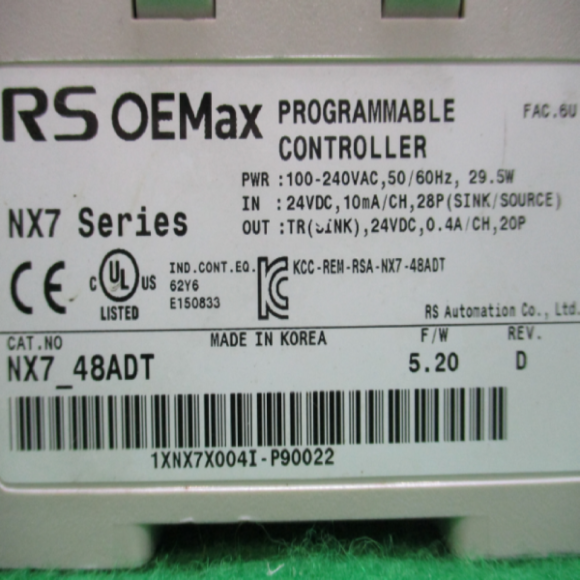 RS OEMax PROGRAMMABLE CONTROLLER FAC.6U
PWR :100-240VAC,50/60Hz, 29.5W
NX7 Series IN : 24VDC,10mA/CH,28P(SINK/SOURCE)
OUT :TR(SINK),24VDC,0.4A/CH,20P
CE C UL US LISTED IND.CONT.EQ. 62Y6 E150833 KCC-REM-RSA-NX7-48ADT
RS Automation Co., Ltd.
CAT.NO MADE IN KOREA F/W REV.
NX7_48ADT 5.20 D
1XNX7X004I-P90022